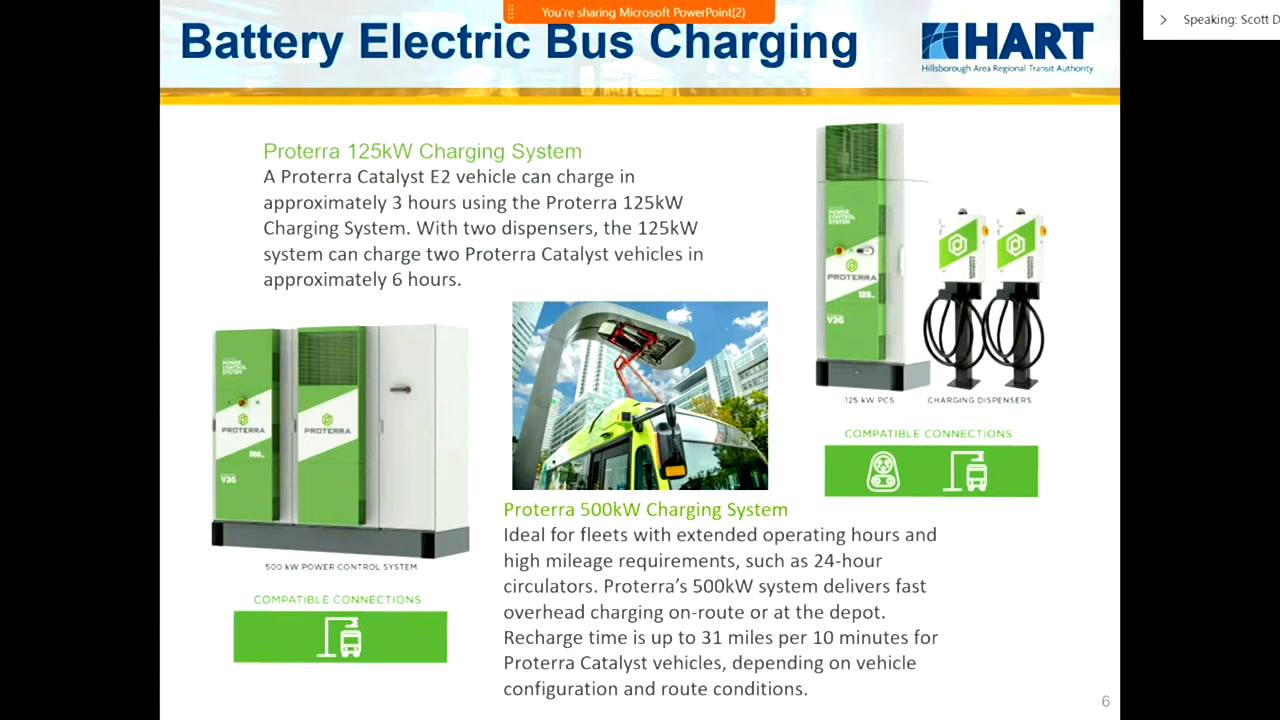 You're sharing Microsoft PowerPoint(2)
Speaking: Scott D
Battery Electric Bus Charging
HART
Hillsborough Area Regional Transit Authority
Proterra 125kW Charging System
A Proterra Catalyst E2 vehicle can charge in
approximately 3 hours using the Proterra 125kW
Charging System. With two dispensers, the 125kW
system can charge two Proterra Catalyst vehicles in
approximately 6 hours.
POWER
CONTROL
SYSTEM
PROTERRA
V2G
125 kW PCS
CHARGING DISPENSERS
COMPATIBLE CONNECTIONS
POWER
CONTROL
SYSTEM
PROTERRA
PROTERRA
V2G
500 kW POWER CONTROL SYSTEM
COMPATIBLE CONNECTIONS
Proterra 500kW Charging System
Ideal for fleets with extended operating hours and
high mileage requirements, such as 24-hour
circulators. Proterra's 500kW system delivers fast
overhead charging on-route or at the depot.
Recharge time is up to 31 miles per 10 minutes for
Proterra Catalyst vehicles, depending on vehicle
configuration and route conditions.
6